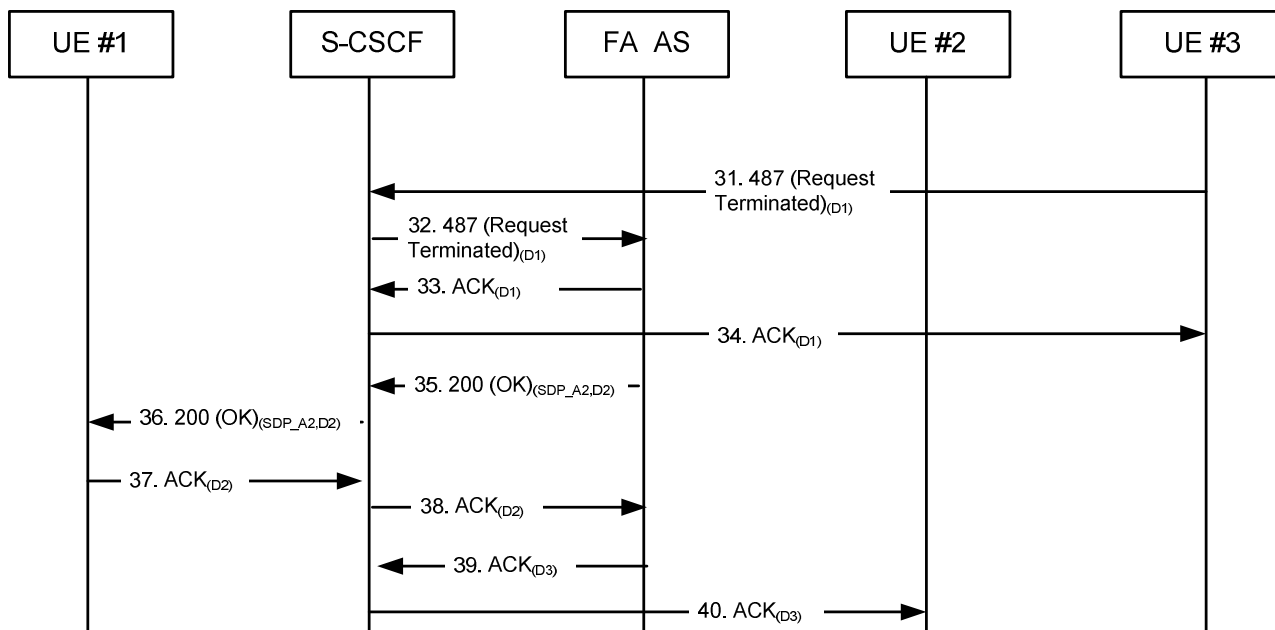 UE #1
S-CSCF
FA AS
UE #2
UE #3
31. 487 (Request
Terminated)(D1)
32. 487 (Request
Terminated)(D1)
33. ACK(D1)
34. ACK(D1)
35. 200 (OK)(SDP_A2,D2)
36. 200 (OK)(SDP_A2,D2)
37. ACK(D2)
38. ACK(D2)
39. ACK(D3)
40. ACK(D3)